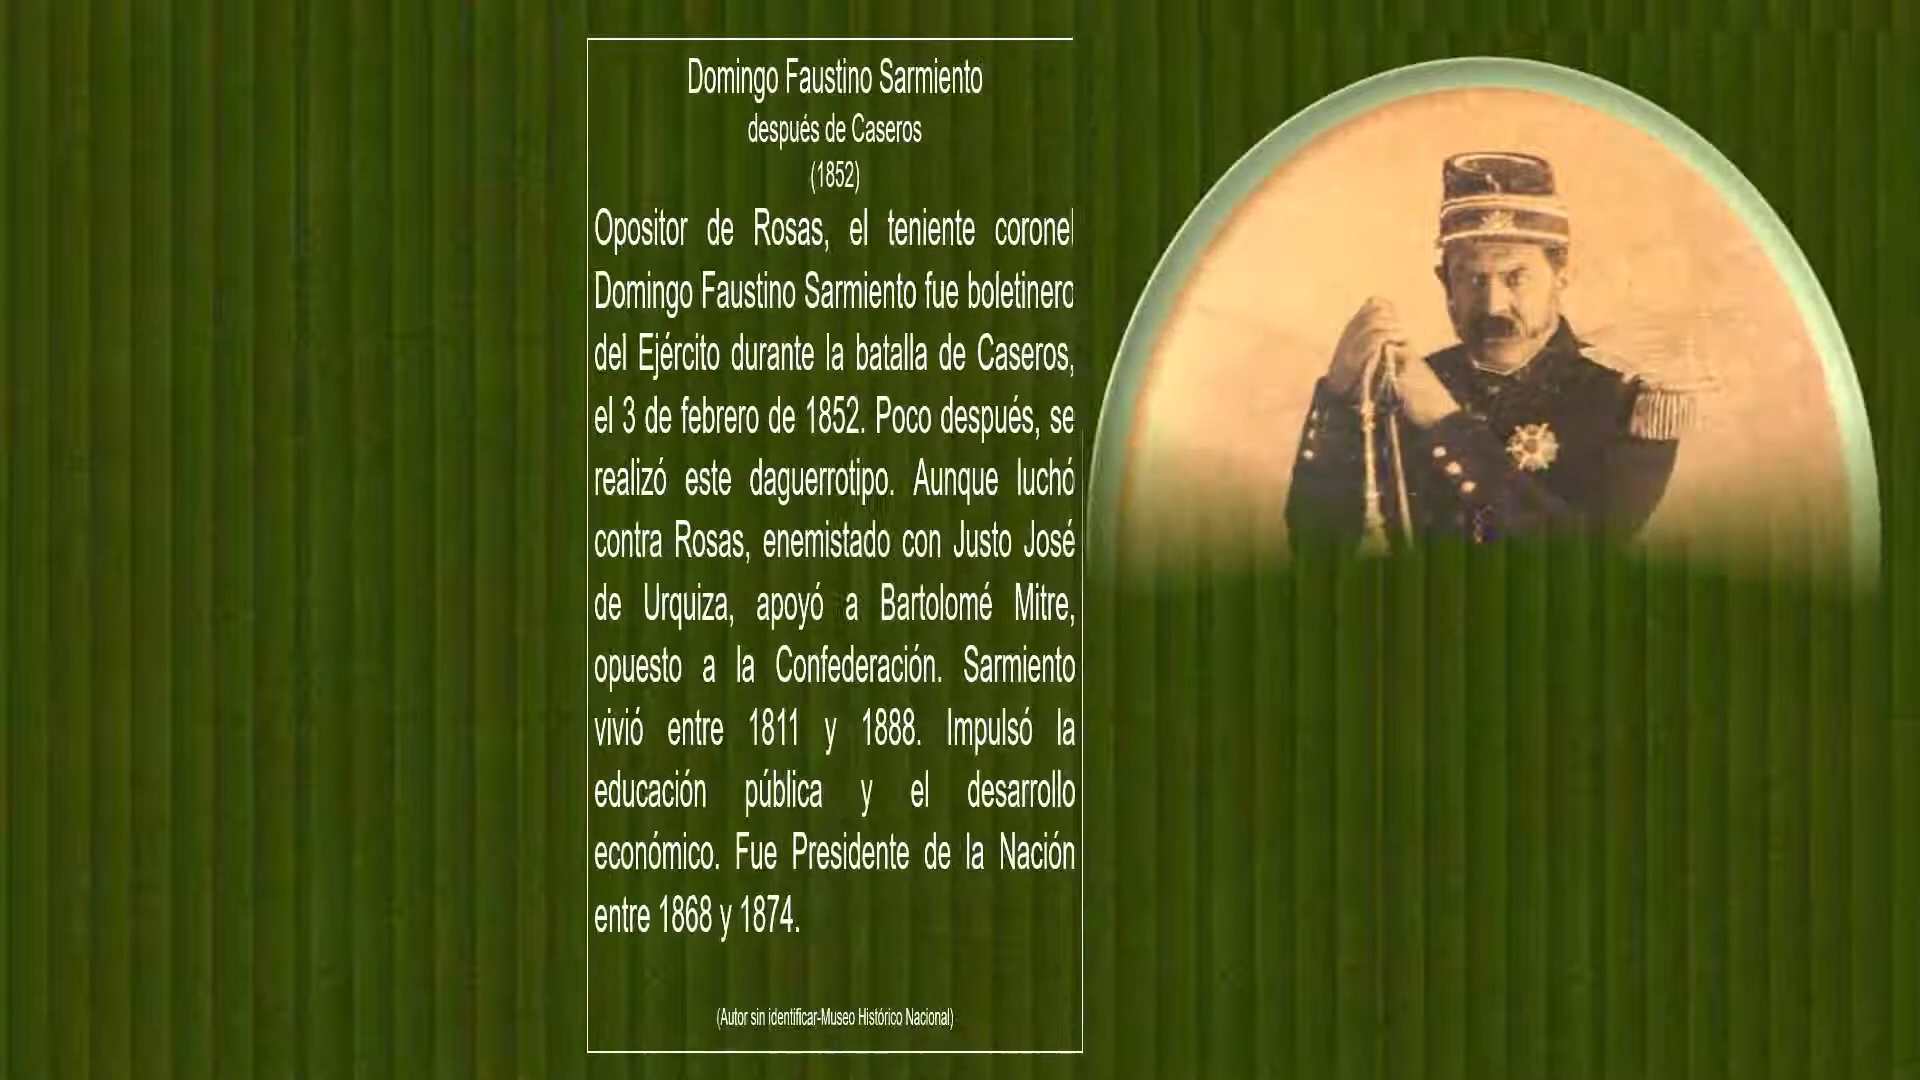 Domingo Faustino Sarmiento
después de Caseros
(1852)
Opositor de Rosas, el teniente coronel
Domingo Faustino Sarmiento fue boletinero
del Ejército durante la batalla de Caseros,
el 3 de febrero de 1852. Poco después, se
realizó este daguerrotipo. Aunque luchó
contra Rosas, enemistado con Justo José
de Urquiza, apoyó a Bartolomé Mitre,
opuesto a la Confederación. Sarmiento
vivió entre 1811 y 1888. Impulsó la
educación pública y el desarrollo
económico. Fue Presidente de la Nación
entre 1868 y 1874.
(Autor sin identificar-Museo Histórico Nacional)